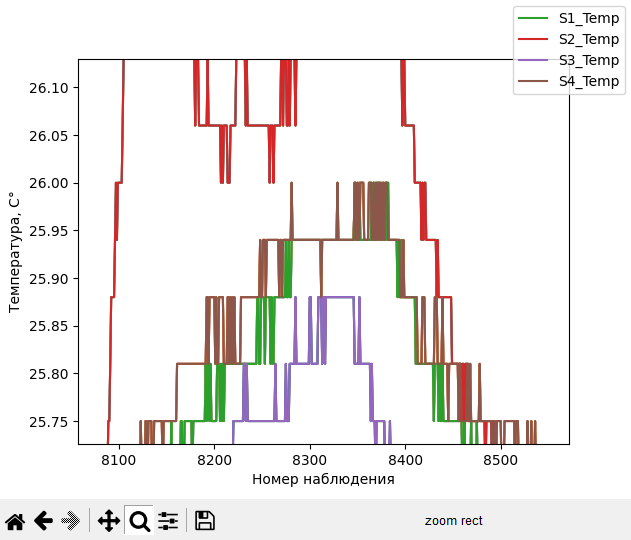 S1_Temp
S2_Temp
S3_Temp
S4_Temp
Температура, С°
26.10
26.05
26.00
25.95
25.90
25.85
25.80
25.75
8100 8200 8300 8400 8500
Номер наблюдения
zoom rect